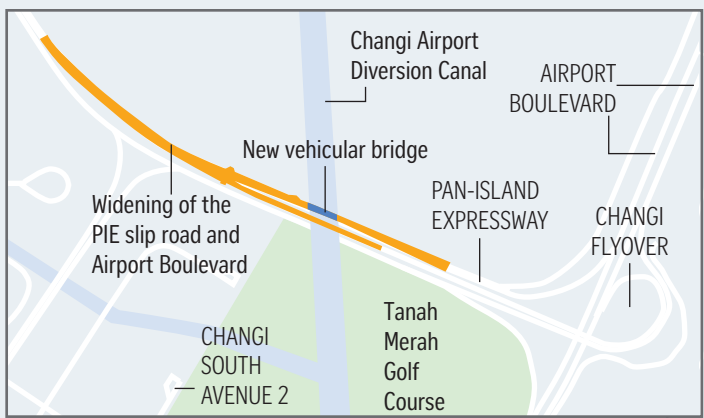 Changi Airport
Diversion Canal
AIRPORT
BOULEVARD
New vehicular bridge
Widening of the
PIE slip road and
Airport Boulevard
PAN-ISLAND
EXPRESSWAY
CHANGI
FLYOVER
Tanah
Merah
Golf
Course
CHANGI
SOUTH
AVENUE 2